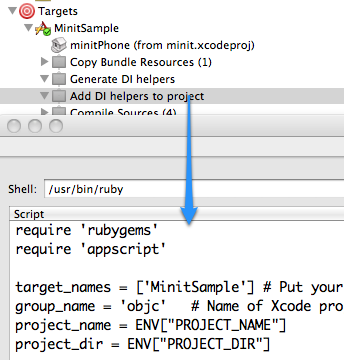 Targets
MinitSample
minitPhone (from minit.xcodeproj)
Copy Bundle Resources (1)
Generate DI helpers
Add DI helpers to project
Compile Sources (4)
Shell: /usr/bin/ruby
Script
require 'rubygems'
require 'appscript'
target_names = ['MinitSample'] # Put your
group_name = 'objc' # Name of Xcode pro
project_name = ENV["PROJECT_NAME"]
project_dir = ENV["PROJECT_DIR"]